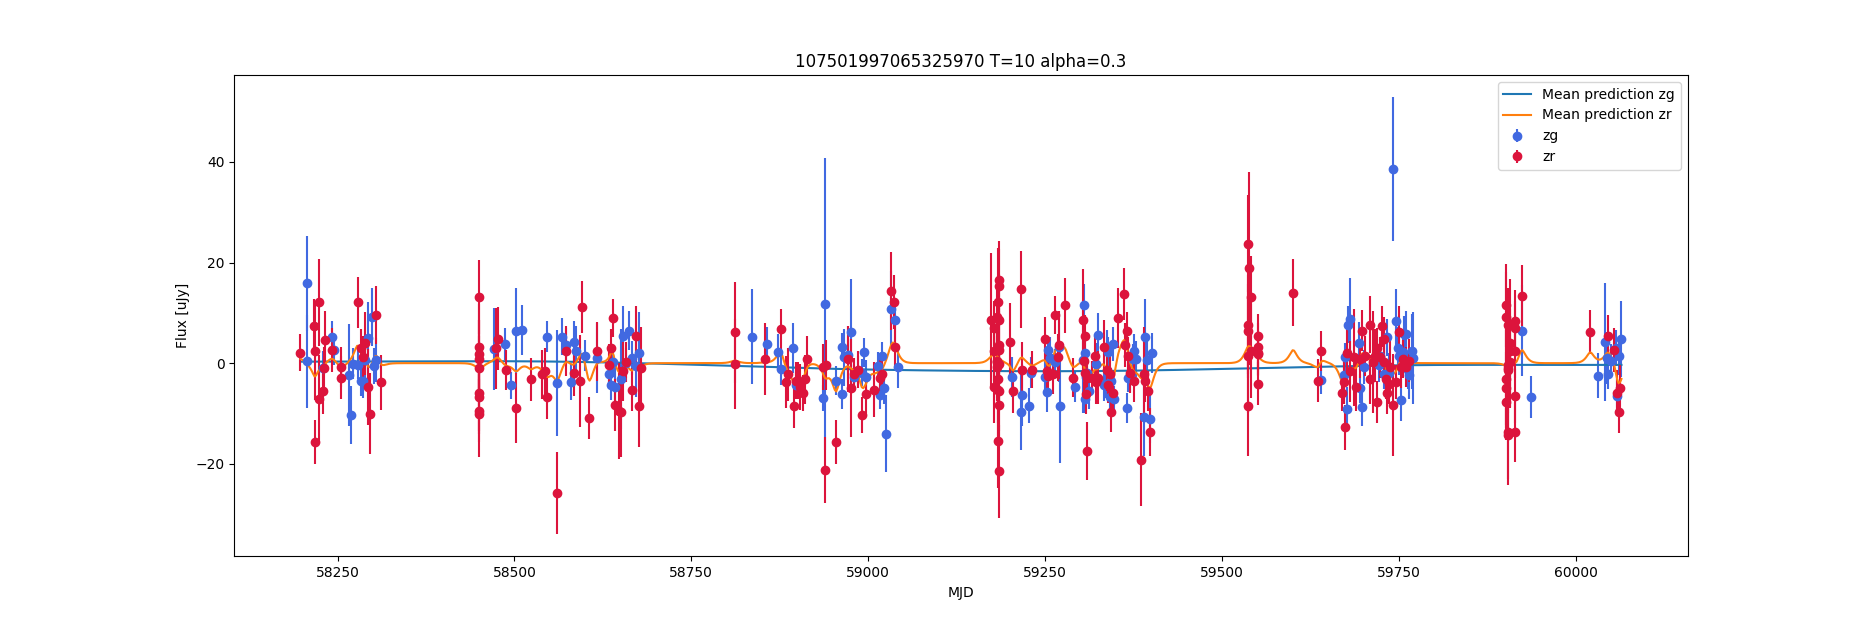 107501997065325970 T=10 alpha=0.3
Mean prediction zg
Mean prediction zr
zg
zr
Flux [uJy]
40
20
0
−20
58250 58500 58750 59000 59250 59500 59750 60000
MJD